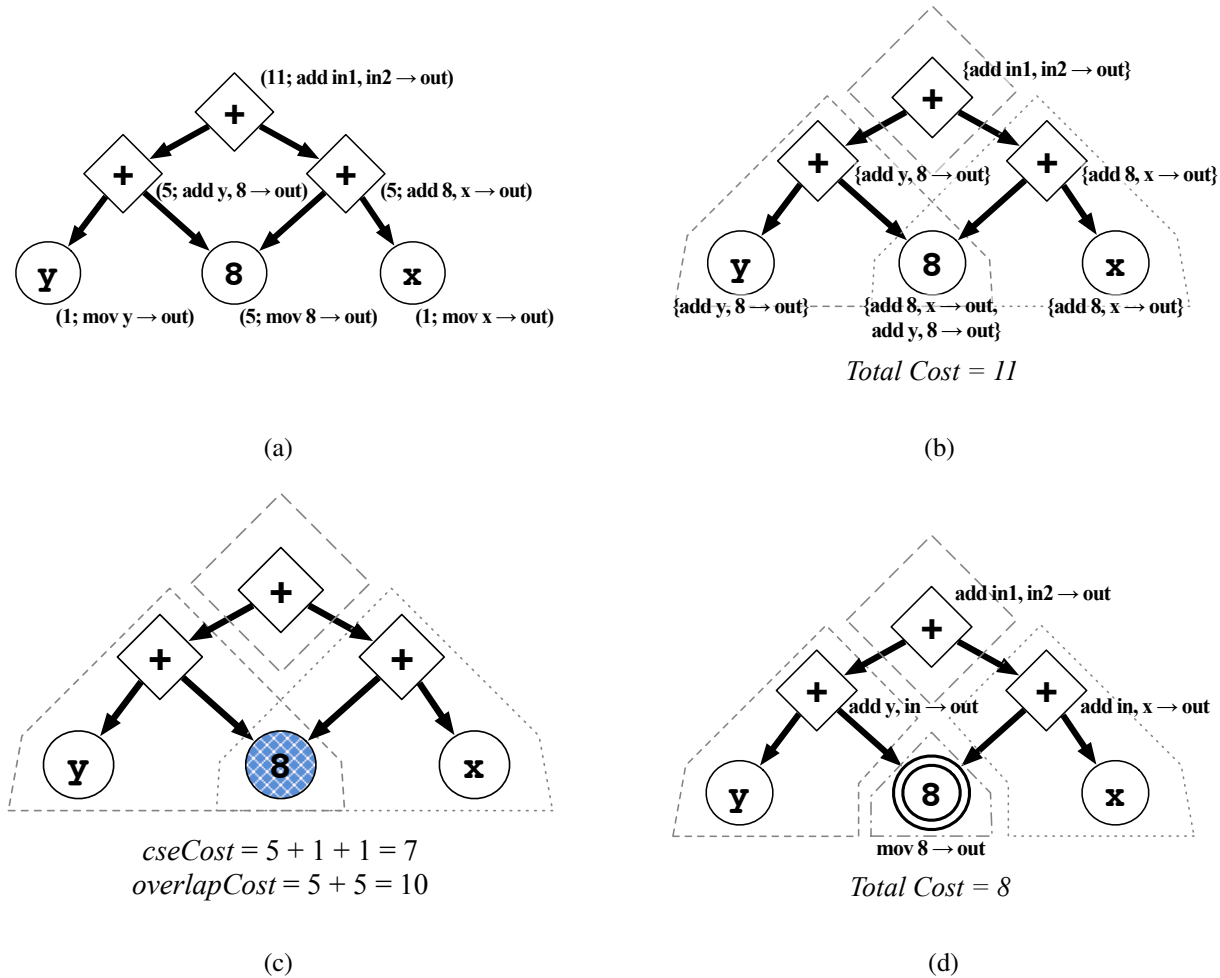 (11; add in1, in2 → out)
+
+
+
(5; add y, 8 → out)
(5; add 8, x → out)
y
8
x
(1; mov y → out)
(5; mov 8 → out)
(1; mov x → out)
(a)
{add in1, in2 → out}
+
+
+
{add y, 8 → out}
{add 8, x → out}
y
8
x
{add y, 8 → out}
{add 8, x → out,
add y, 8 → out}
{add 8, x → out}
Total Cost = 11
(b)
+
+
+
y
8
x
cseCost = 5 + 1 + 1 = 7
overlapCost = 5 + 5 = 10
(c)
add in1, in2 → out
+
+
+
add y, in → out
add in, x → out
y
8
x
mov 8 → out
Total Cost = 8
(d)